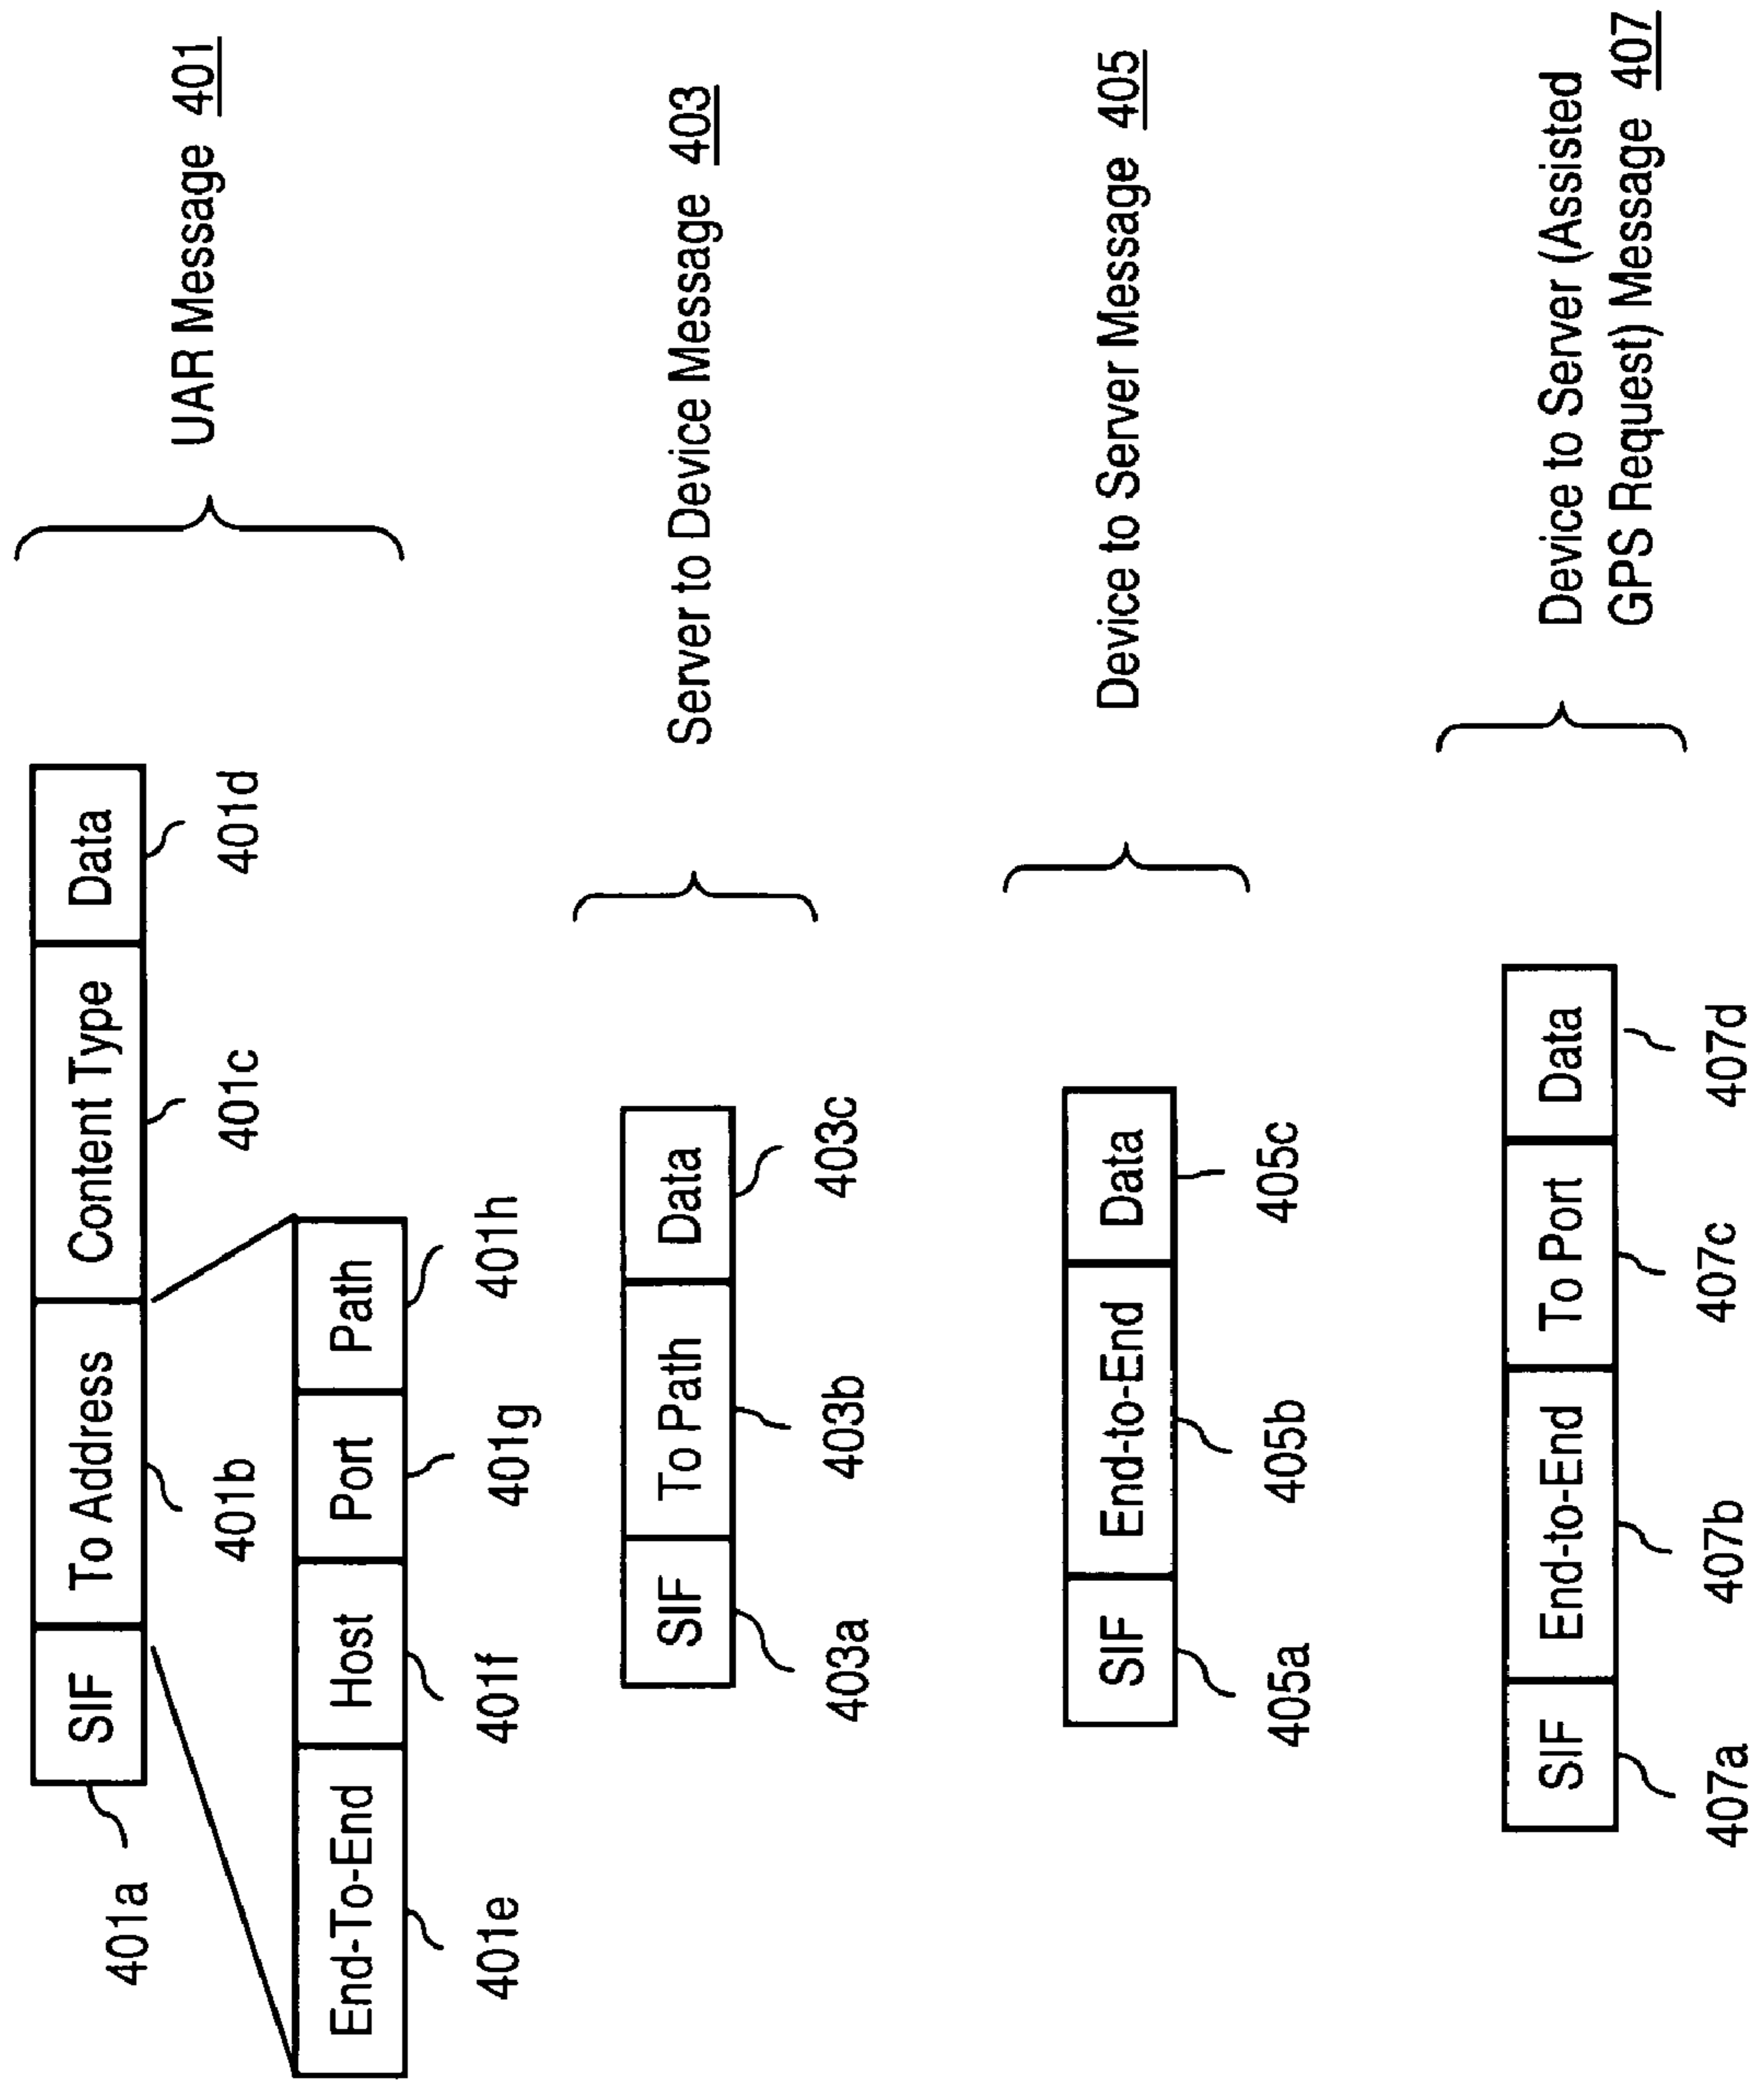 SIF To Address Content Type Data
401a 401b 401c 401d
End-To-End Host Port Path
401e 401f 401g 401h
UAR Message 401
SIF To Path Data
403a 403b 403c
Server to Device Message 403
SIF End-to-End Data
405a 405b 405c
Device to Server Message 405
SIF End-to-End To Port Data
407a 407b 407c 407d
Device to Server (Assisted
GPS Request) Message 407